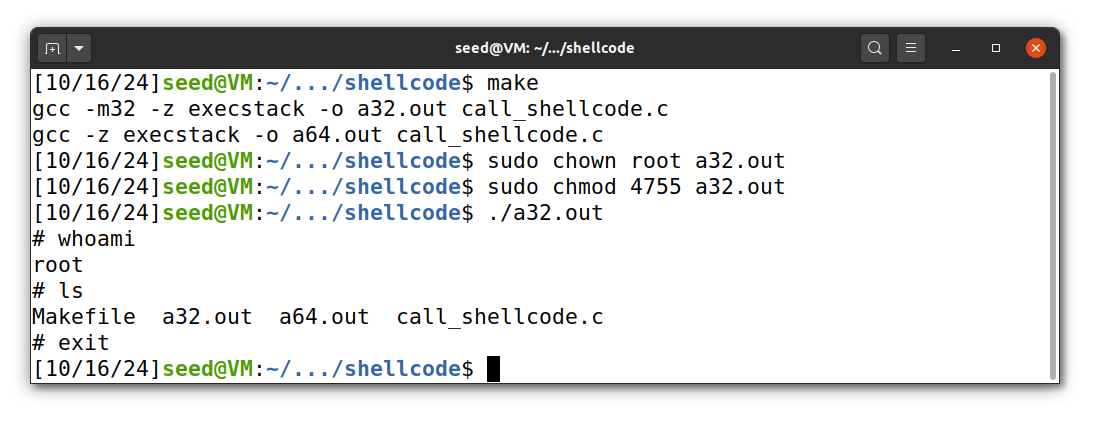 seed@VM: ~/.../shellcode
[10/16/24]seed@VM:~/.../shellcode$ make
gcc -m32 -z execstack -o a32.out call_shellcode.c
gcc -z execstack -o a64.out call_shellcode.c
[10/16/24]seed@VM:~/.../shellcode$ sudo chown root a32.out
[10/16/24]seed@VM:~/.../shellcode$ sudo chmod 4755 a32.out
[10/16/24]seed@VM:~/.../shellcode$ ./a32.out
# whoami
root
# ls
Makefile  a32.out  a64.out  call_shellcode.c
# exit
[10/16/24]seed@VM:~/.../shellcode$